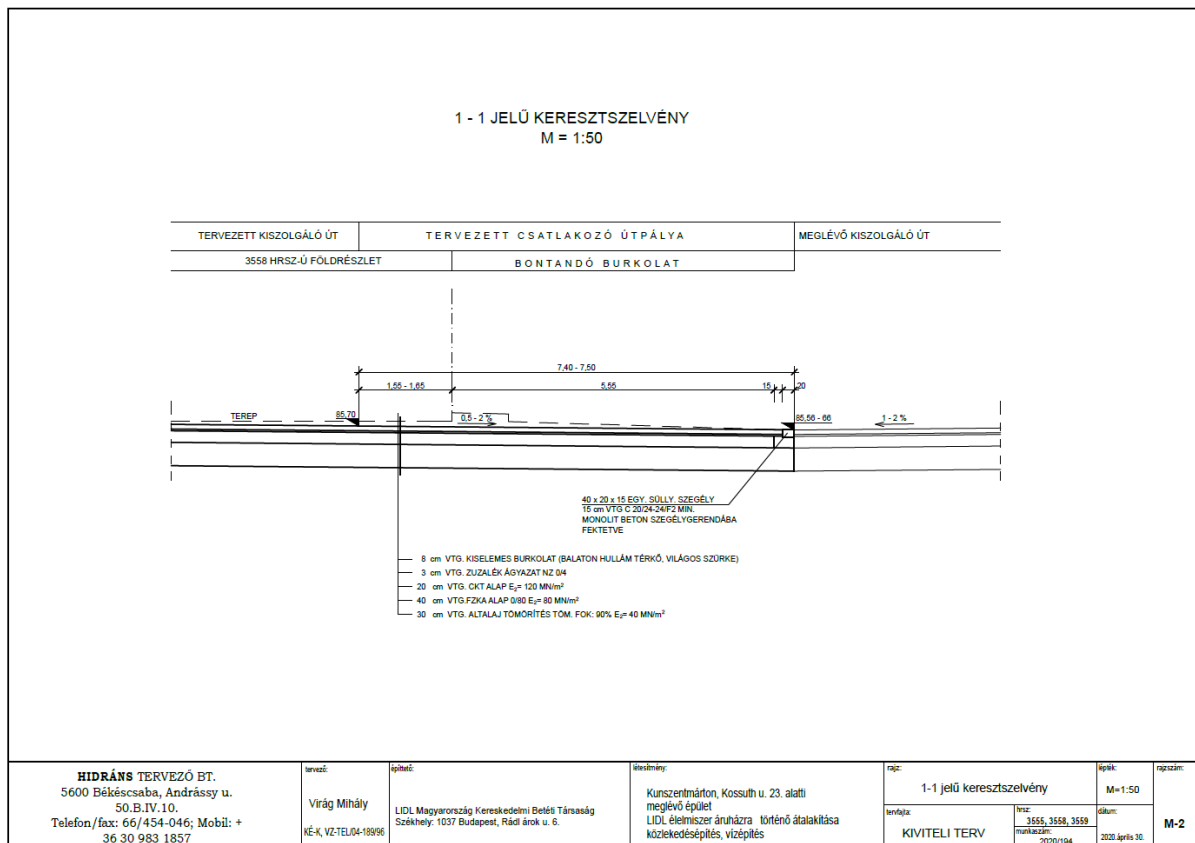 1 - 1 JELŰ KERESZTSZELVÉNY
M = 1:50
TERVEZETT KISZOLGÁLÓ ÚT
TERVEZETT CSATLAKOZÓ ÚTPÁLYA
MEGLÉVŐ KISZOLGÁLÓ ÚT
3558 HRSZ-Ú FÖLDRÉSZLET
BONTANDÓ BURKOLAT
7,40 - 7,50
1,55 - 1,65
5,55
15
20
TEREP
85,70
0,5 - 2 %
85,56 - 66
1 - 2 %
40 x 20 x 15 EGY. SÜLLY. SZEGÉLY
15 cm VTG C 20/24-24/F2 MIN.
MONOLIT BETON SZEGÉLYGERENDÁBA
FEKTETVE
8 cm VTG. KISELEMES BURKOLAT (BALATON HULLÁM TÉRKŐ, VILÁGOS SZÜRKE)
3 cm VTG. ZUZALÉK ÁGYAZAT NZ 0/4
20 cm VTG. CKT ALAP E₂= 120 MN/m²
40 cm VTG.FZKA ALAP 0/80 E₂= 80 MN/m²
30 cm VTG. ALTALAJ TÖMÖRÍTÉS TÖM. FOK: 90% E₂= 40 MN/m²
HIDRÁNS TERVEZŐ BT.
5600 Békéscsaba, Andrássy u.
50.B.IV.10.
Telefon/fax: 66/454-046; Mobil: +
36 30 983 1857
tervező:
Virág Mihály
KÉ-K, VZ-TEL/04-189/96
építtető:
LIDL Magyarország Kereskedelmi Betéti Társaság
Székhely: 1037 Budapest, Rádl árok u. 6.
létesítmény:
Kunszentmárton, Kossuth u. 23. alatti
meglévő épület
LIDL élelmiszer áruházra történő átalakítása
közlekedésépítés, vízépítés
rajz:
1-1 jelű keresztszelvény
lépték:
M=1:50
rajzszám:
M-2
tervfajta:
KIVITELI TERV
hrsz:
3555, 3558, 3559
munkaszám:
2020/194
dátum:
2020.április 30.